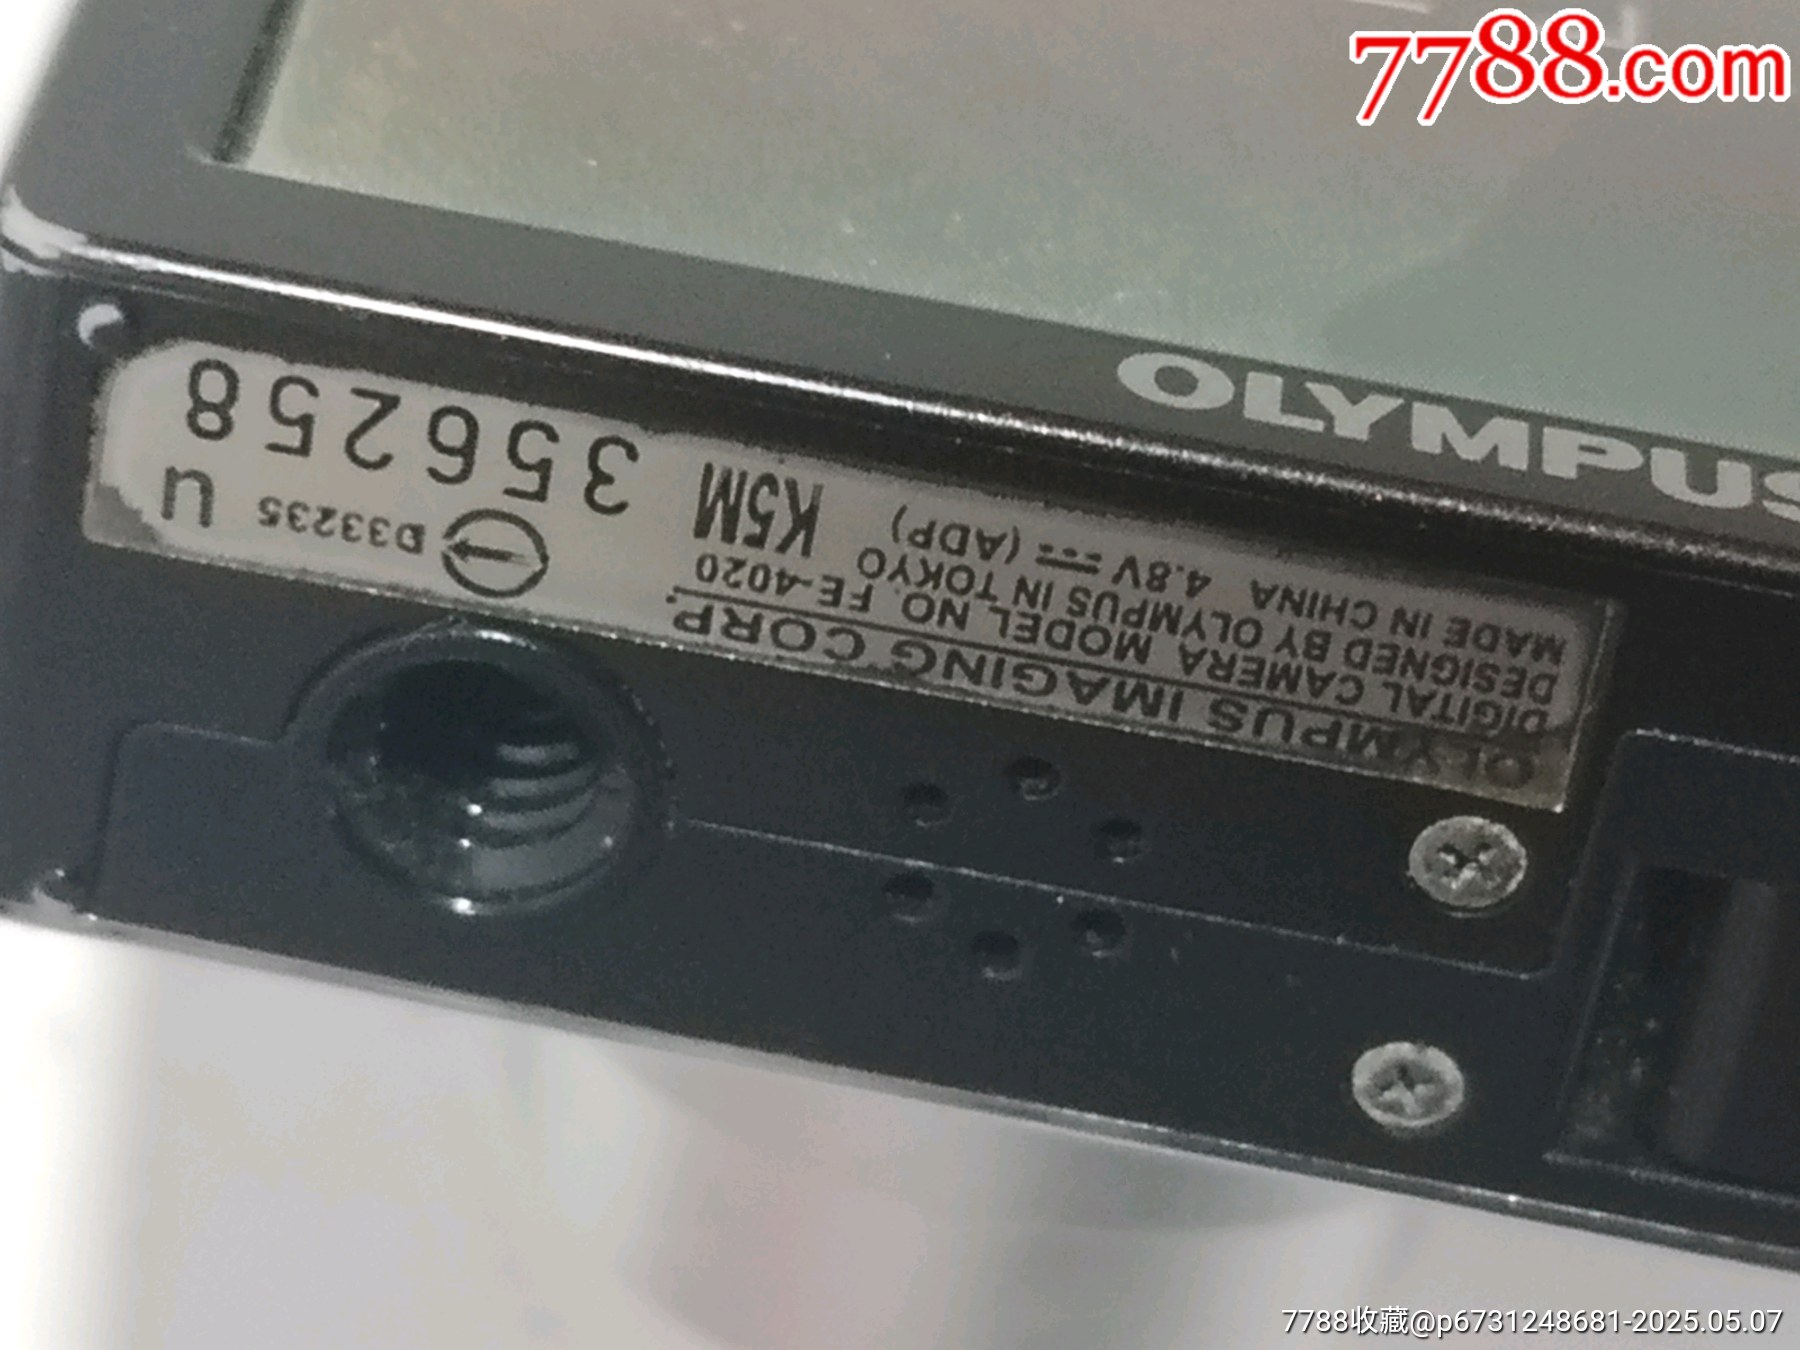 7788.com
OLYMPUS
OLYMPUS IMAGING CORP.
DIGITAL CAMERA MODEL NO. FE-4020
DESIGNED BY OLYMPUS IN TOKYO
MADE IN CHINA 4.8V ⎓ (ADP)
K5M
D33235 U
356258
7788收藏@p6731248681-2025.05.07